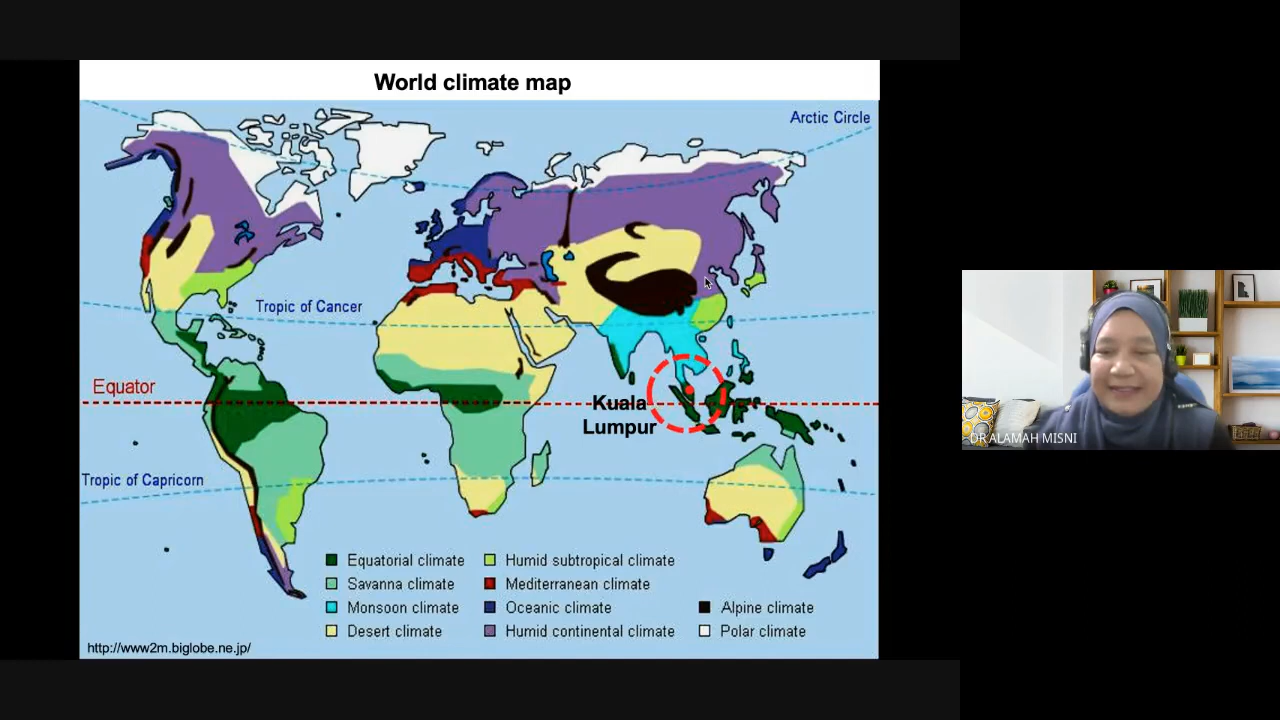 World climate map
Arctic Circle
Tropic of Cancer
Equator
Kuala
Lumpur
Tropic of Capricorn
Equatorial climate
Savanna climate
Monsoon climate
Desert climate
Humid subtropical climate
Mediterranean climate
Oceanic climate
Humid continental climate
Alpine climate
Polar climate
http://www2m.biglobe.ne.jp/
DR ALAMAH MISNI